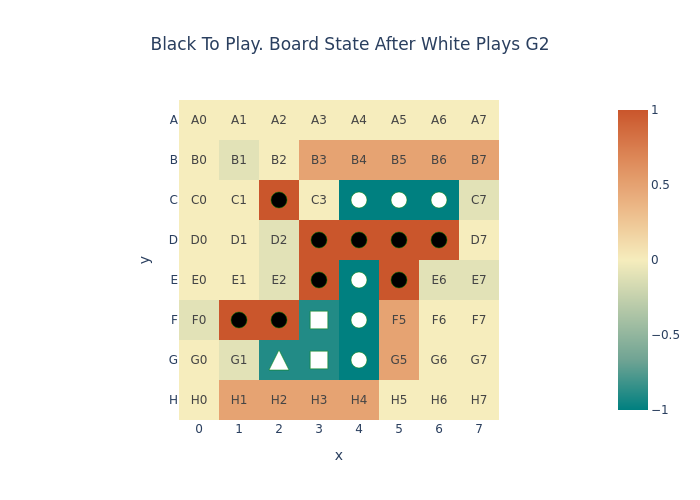 Black To Play. Board State After White Plays G2
A A0 A1 A2 A3 A4 A5 A6 A7
B B0 B1 B2 B3 B4 B5 B6 B7
C C0 C1 C3 C7
D D0 D1 D2 D7
E E0 E1 E2 E6 E7
F F0 F5 F6 F7
G G0 G1 G5 G6 G7
H H0 H1 H2 H3 H4 H5 H6 H7
0 1 2 3 4 5 6 7
x
y
1
0.5
0
−0.5
−1